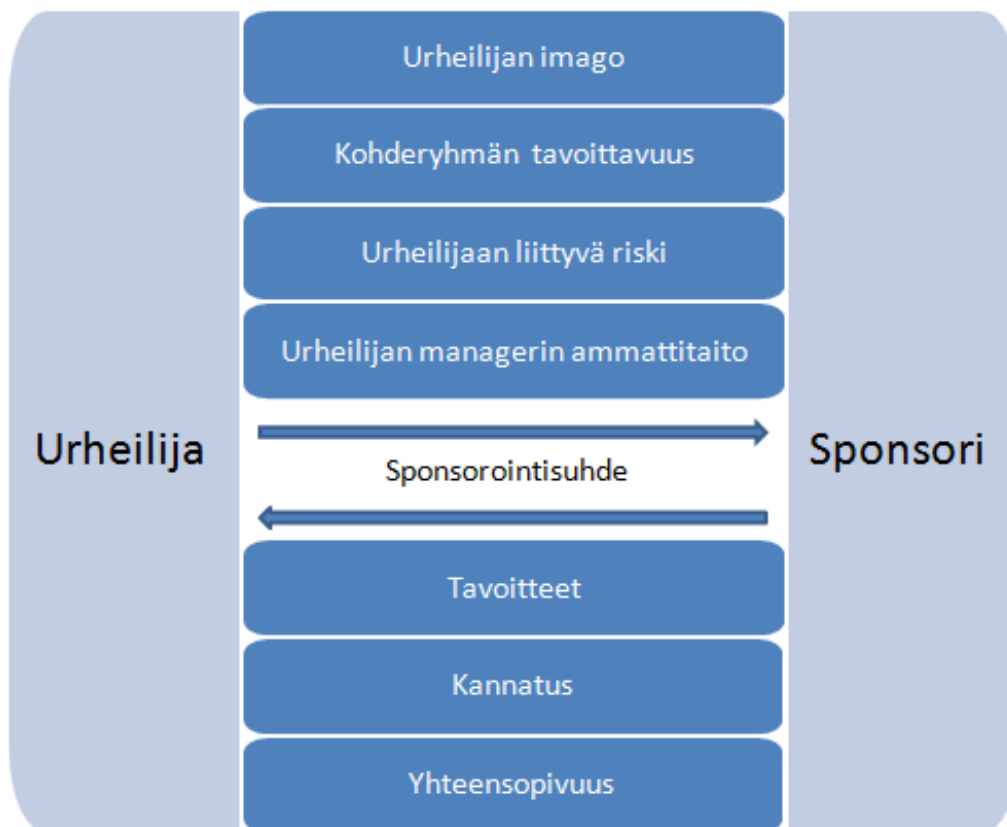 Urheilijan imago
Kohderyhmän tavoittavuus
Urheilijaan liittyvä riski
Urheilijan managerin ammattitaito
Urheilija
Sponsorointisuhde
Sponsori
Tavoitteet
Kannatus
Yhteensopivuus